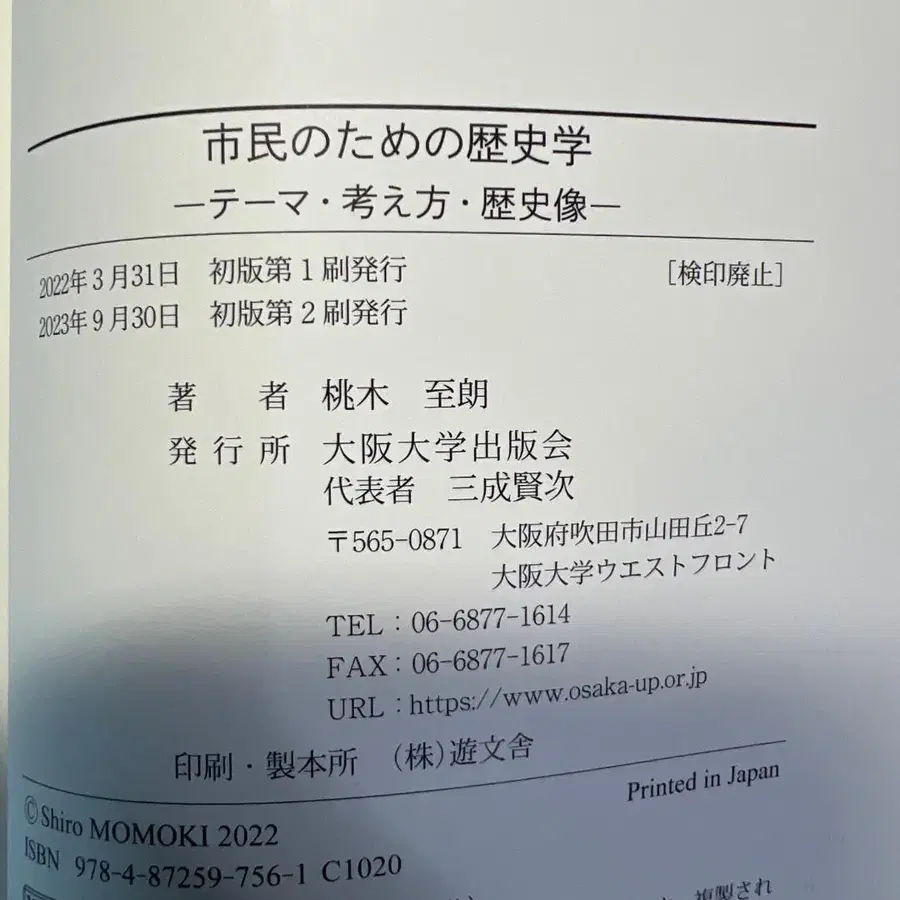 市民のための歴史学
―テーマ・考え方・歴史像―
2022年3月31日 初版第1刷発行 [検印廃止]
2023年9月30日 初版第2刷発行
著者 桃木 至朗
発行所 大阪大学出版会
代表者 三成賢次
〒565-0871 大阪府吹田市山田丘2-7
大阪大学ウエストフロント
TEL:06-6877-1614
FAX:06-6877-1617
URL:https://www.osaka-up.or.jp
印刷・製本所 (株)遊文舎
Printed in Japan
©Shiro MOMOKI 2022
ISBN 978-4-87259-756-1 C1020
複製され